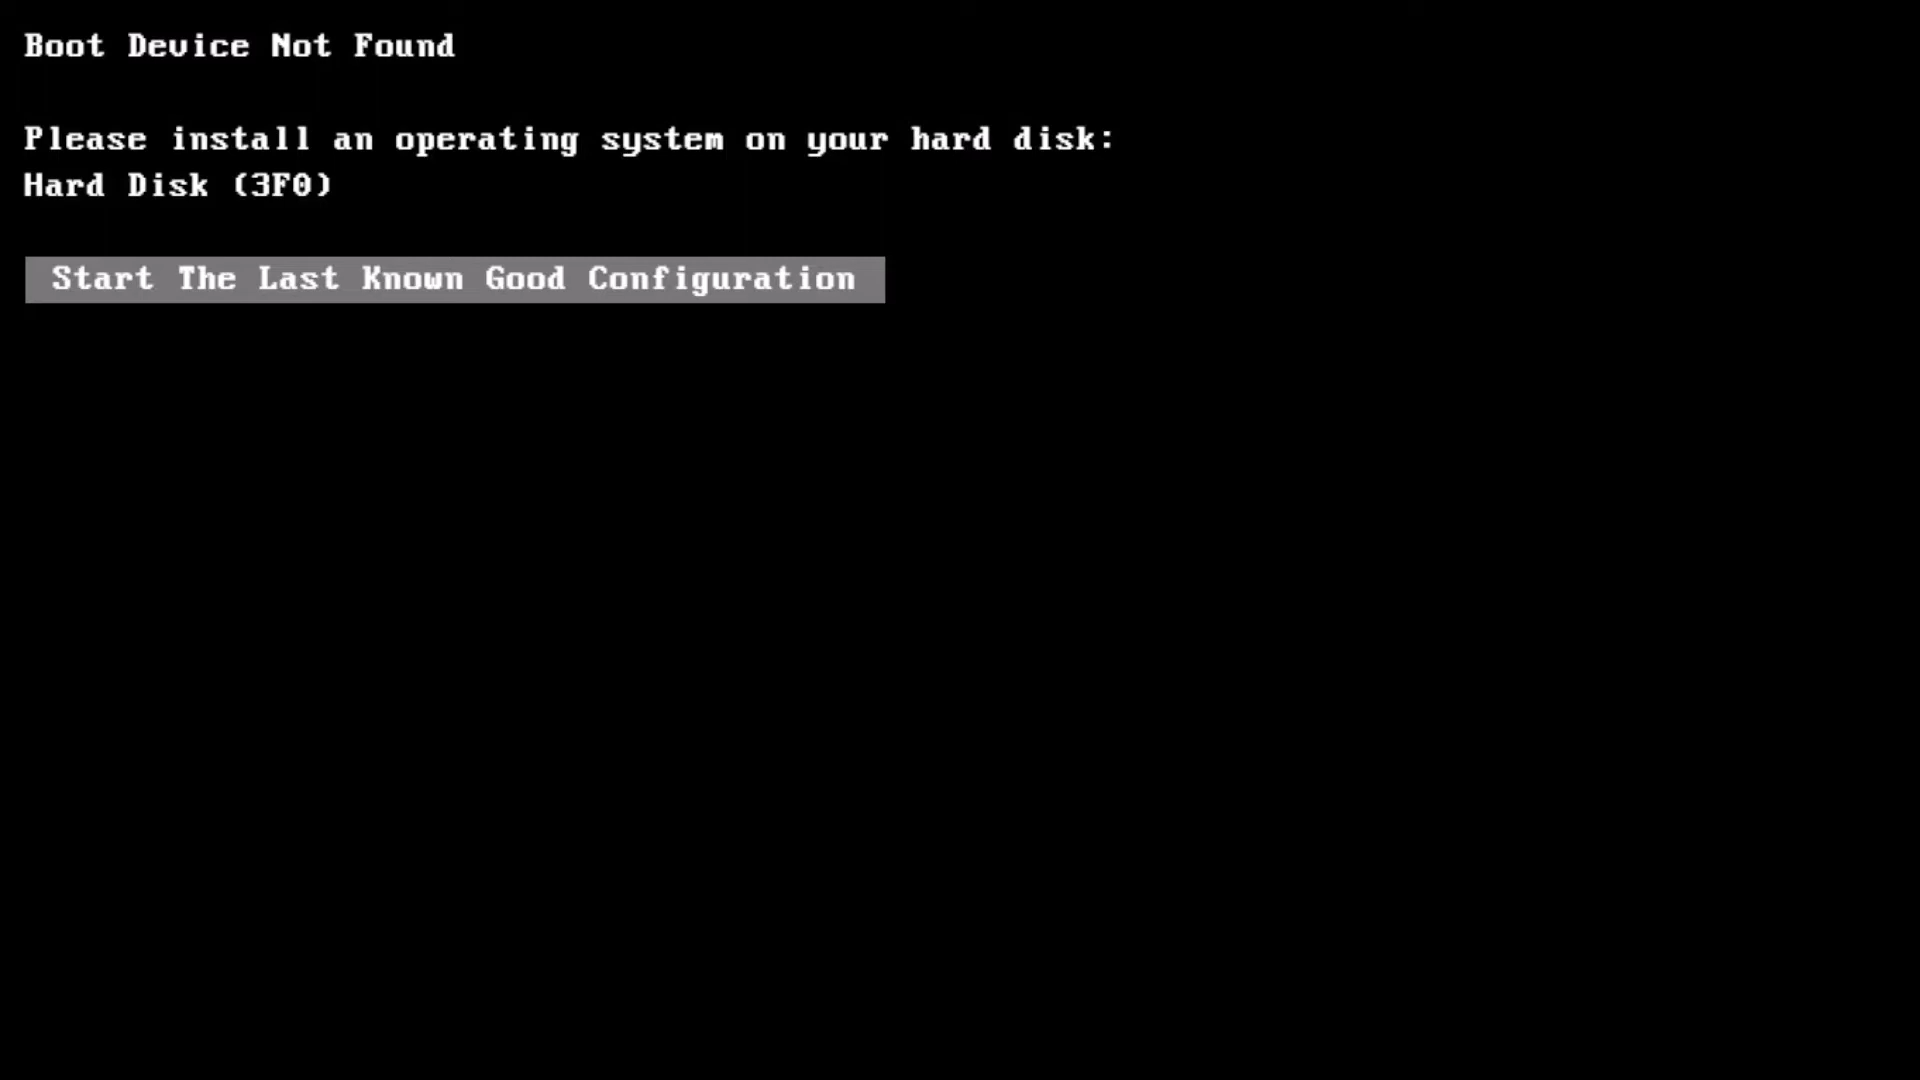 Boot Device Not Found
Please install an operating system on your hard disk:
Hard Disk (3F0)
Start The Last Known Good Configuration